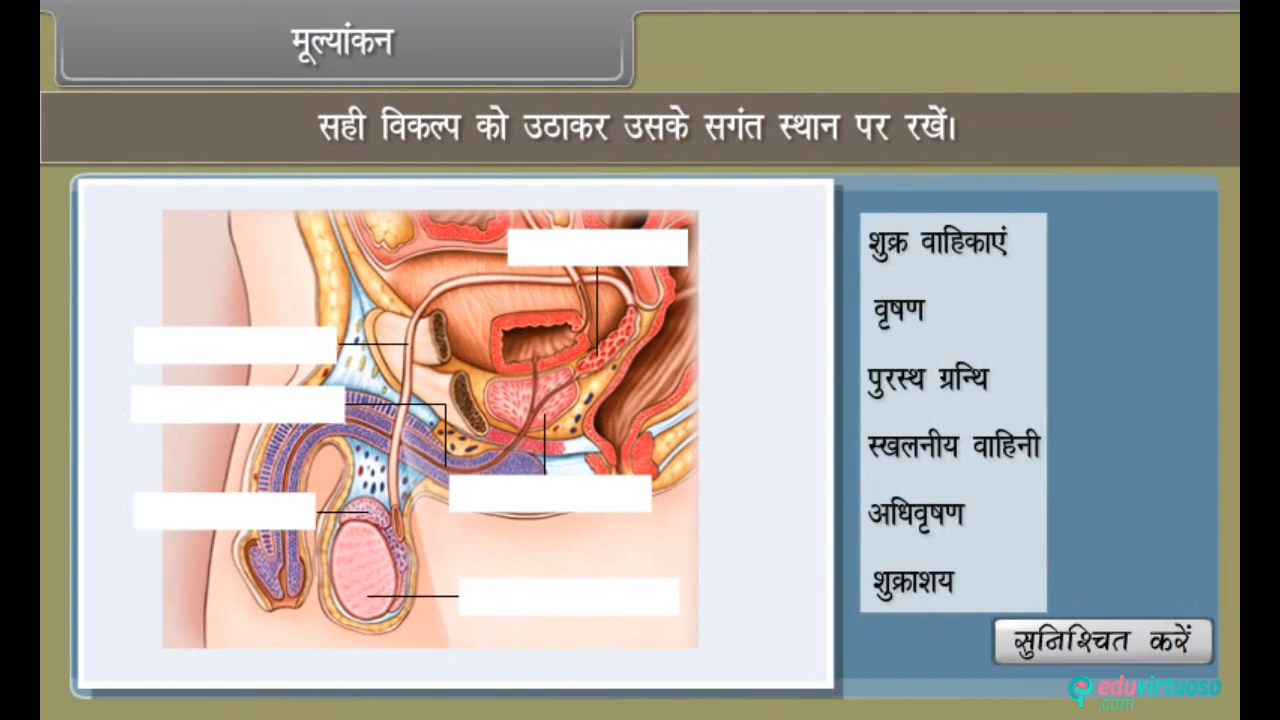 मूल्यांकन
सही विकल्प को उठाकर उसके सगंत स्थान पर रखें।
शुक्र वाहिकाएं
वृषण
पुरस्थ ग्रन्थि
स्खलनीय वाहिनी
अधिवृषण
शुक्राशय
सुनिश्चित करें
eduvirtuoso
.com